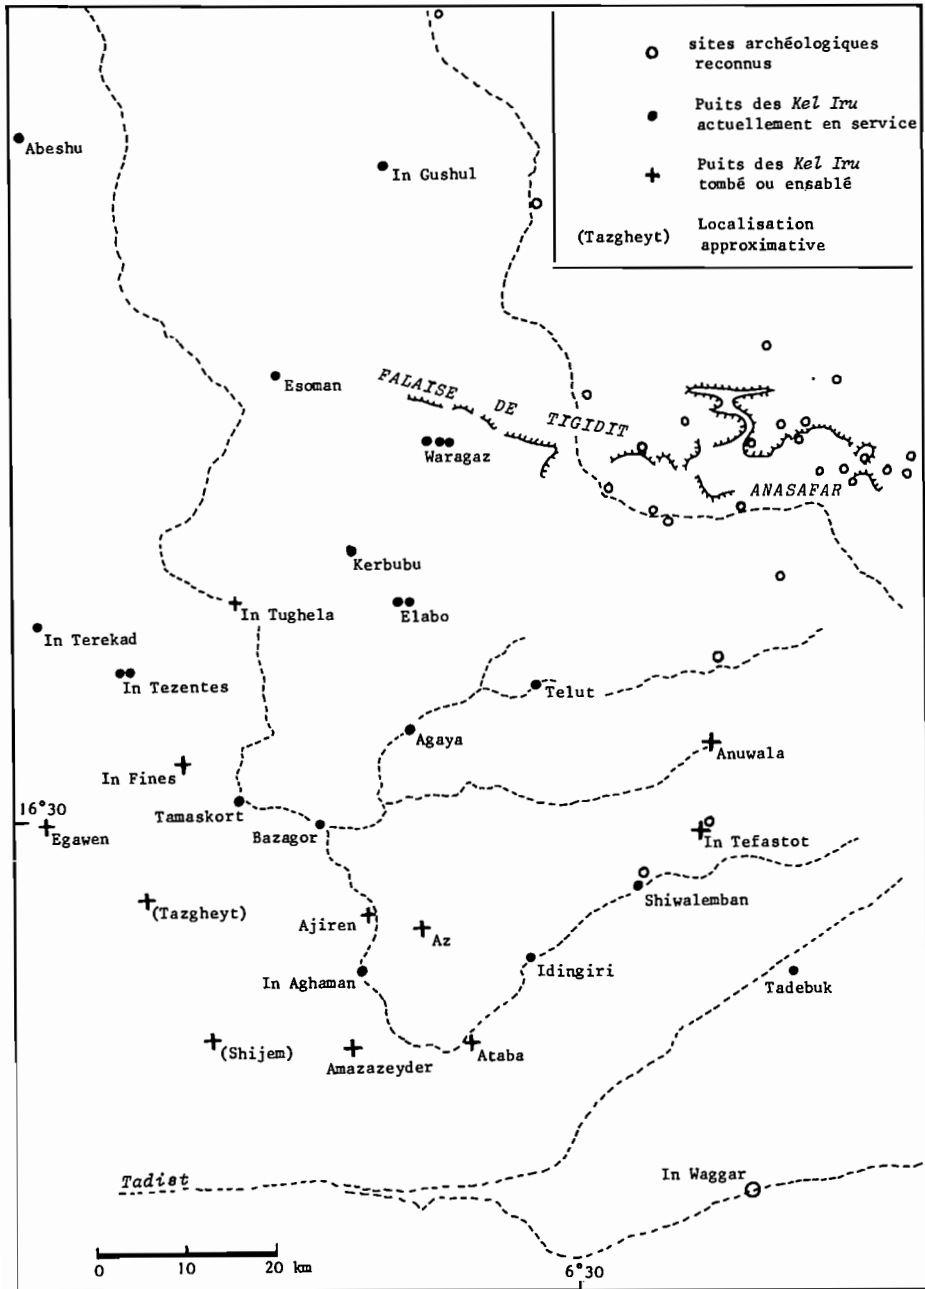 sites archéologiques
reconnus
Puits des Kel Iru
actuellement en service
Puits des Kel Iru
tombé ou ensablé
(Tazgheyt)
Localisation
approximative
Abeshu
In Gushul
Esoman
FALAISE DE TIGIDIT
Waragaz
ANASAFAR
Kerbubu
In Tughela
Elabo
In Terekad
In Tezentes
Telut
Agaya
Anuwala
In Fines
16°30
Tamaskort
Bazagor
Egawen
In Tefastot
Shiwalemban
(Tazgheyt)
Ajiren
Az
Idingiri
In Aghaman
Tadebuk
(Shijem)
Amazazeyder
Ataba
Tadist
In Waggar
0 10 20 km
6°30